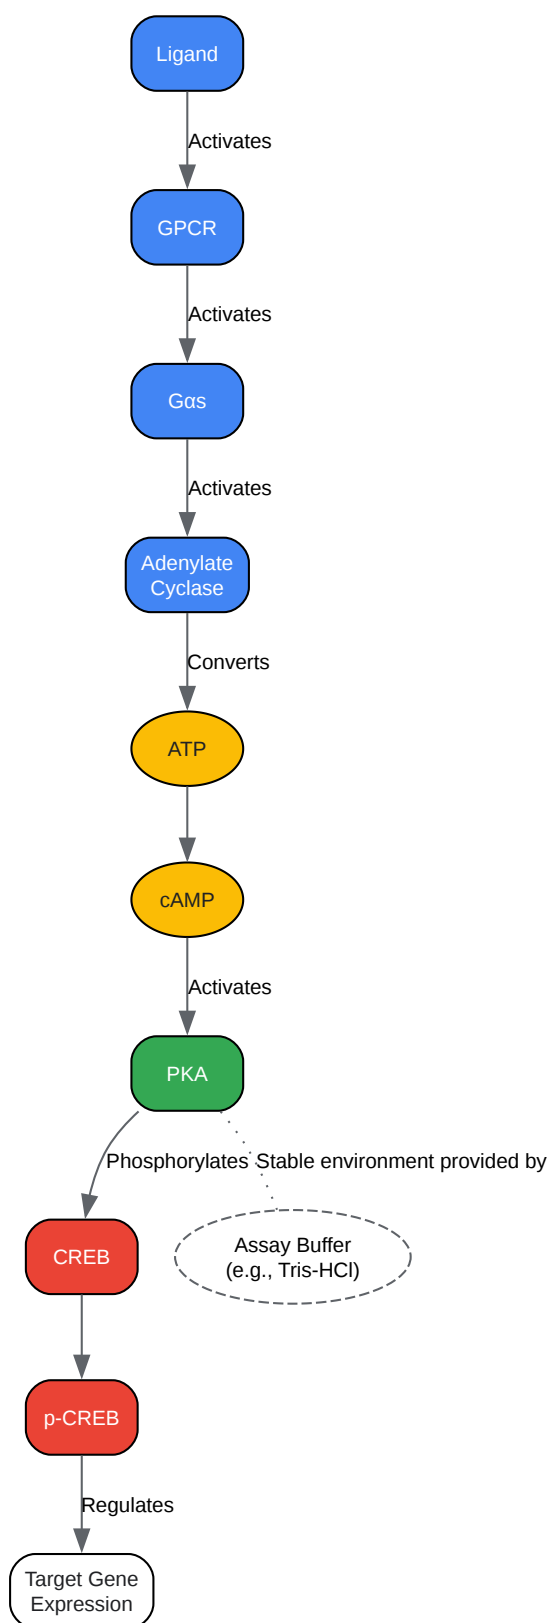 Ligand
Activates
GPCR
Activates
Gαs
Activates
Adenylate
Cyclase
Converts
ATP
cAMP
Activates
PKA
Phosphorylates
Stable environment provided by
Assay Buffer
(e.g., Tris-HCl)
CREB
p-CREB
Regulates
Target Gene
Expression